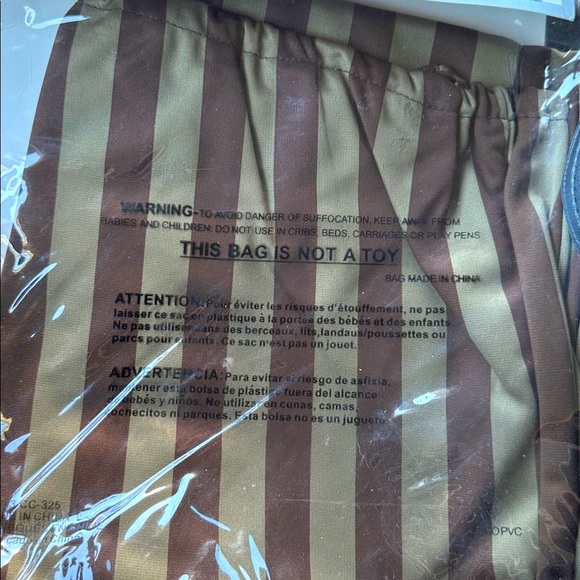 WARNING-TO AVOID DANGER OF SUFFOCATION, KEEP AWAY FROM
BABIES AND CHILDREN: DO NOT USE IN CRIBS, BEDS, CARRIAGES OR PLAY PENS
THIS BAG IS NOT A TOY
BAG MADE IN CHINA
ATTENTION:Pour éviter les risques d'étouffement, ne pas
laisser ce sac en plastique à la portée des bébés et des enfants.
Ne pas utiliser dans des berceaux, lits,landaus/poussettes ou
parcs pour enfants. Ce sac n'est pas un jouet.
ADVERTENCIA:Para evitar el riesgo de asfixia,
mantener esta bolsa de plástico fuera del alcance
de bebés y niños. No utilizar en cunas, camas,
cochecitos ni parques. Esta bolsa no es un juguete
CC-325
IN CHINA
OPVC